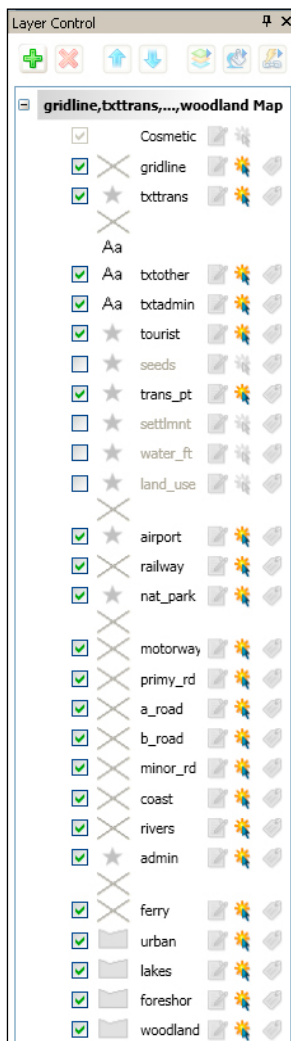 Layer Control
gridline,txttrans,...,woodland Map
Cosmetic
gridline
txttrans
Aa
Aa txtother
Aa txtadmin
tourist
seeds
trans_pt
settlmnt
water_ft
land_use
airport
railway
nat_park
motorway
primy_rd
a_road
b_road
minor_rd
coast
rivers
admin
ferry
urban
lakes
foreshor
woodland